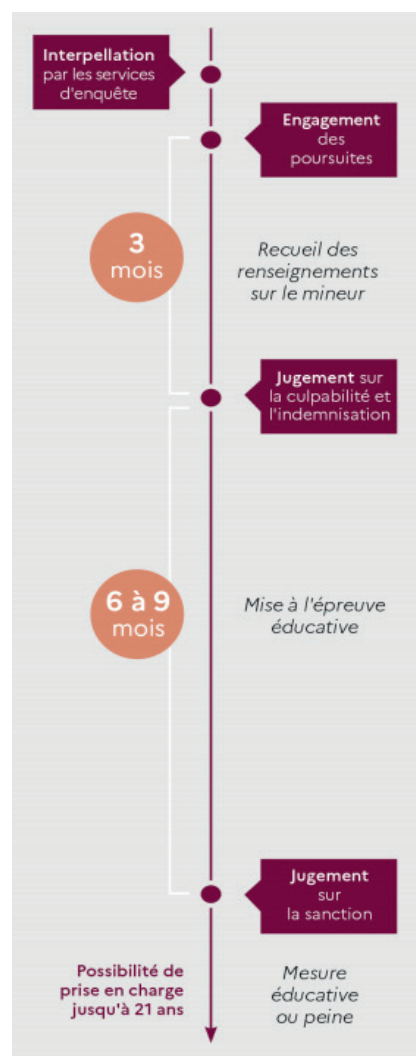 Interpellation
par les services
d'enquête
Engagement
des
poursuites
3
mois
Recueil des
renseignements
sur le mineur
Jugement sur
la culpabilité et
l'indemnisation
6 à 9
mois
Mise à l'épreuve
éducative
Jugement
sur
la sanction
Possibilité de
prise en charge
jusqu'à 21 ans
Mesure
éducative
ou peine